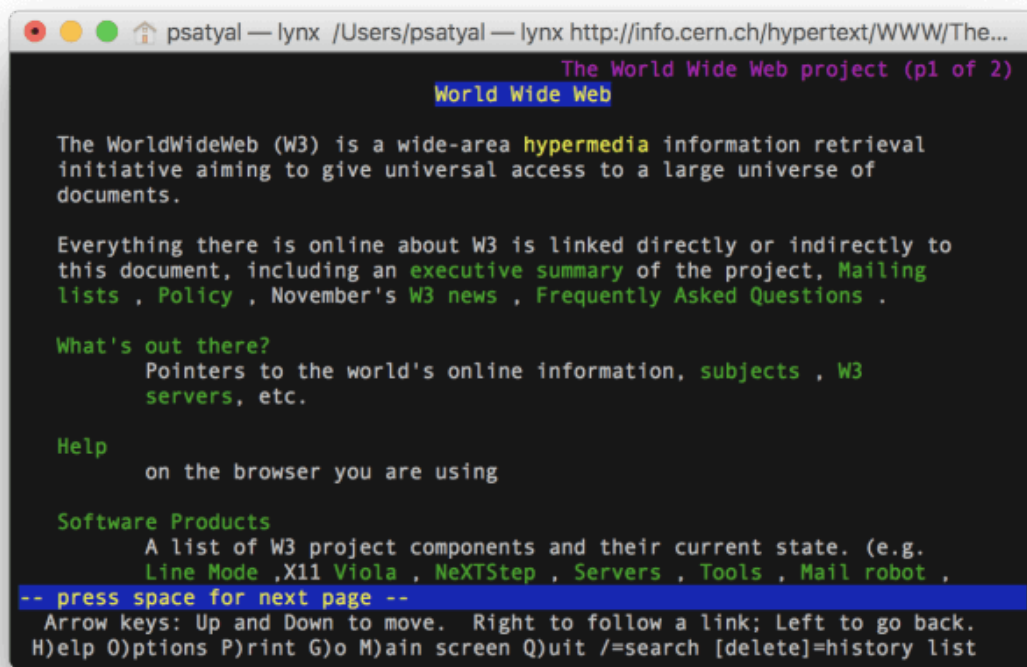 psatyal — lynx /Users/psatyal — lynx http://info.cern.ch/hypertext/WWW/The...
The World Wide Web project (p1 of 2)
World Wide Web
The WorldWideWeb (W3) is a wide-area hypermedia information retrieval
initiative aiming to give universal access to a large universe of
documents.
Everything there is online about W3 is linked directly or indirectly to
this document, including an executive summary of the project, Mailing
lists , Policy , November's W3 news , Frequently Asked Questions .
What's out there?
Pointers to the world's online information, subjects , W3
servers, etc.
Help
on the browser you are using
Software Products
A list of W3 project components and their current state. (e.g.
Line Mode ,X11 Viola , NeXTStep , Servers , Tools , Mail robot ,
-- press space for next page --
Arrow keys: Up and Down to move.  Right to follow a link; Left to go back.
H)elp O)ptions P)rint G)o M)ain screen Q)uit /=search [delete]=history list